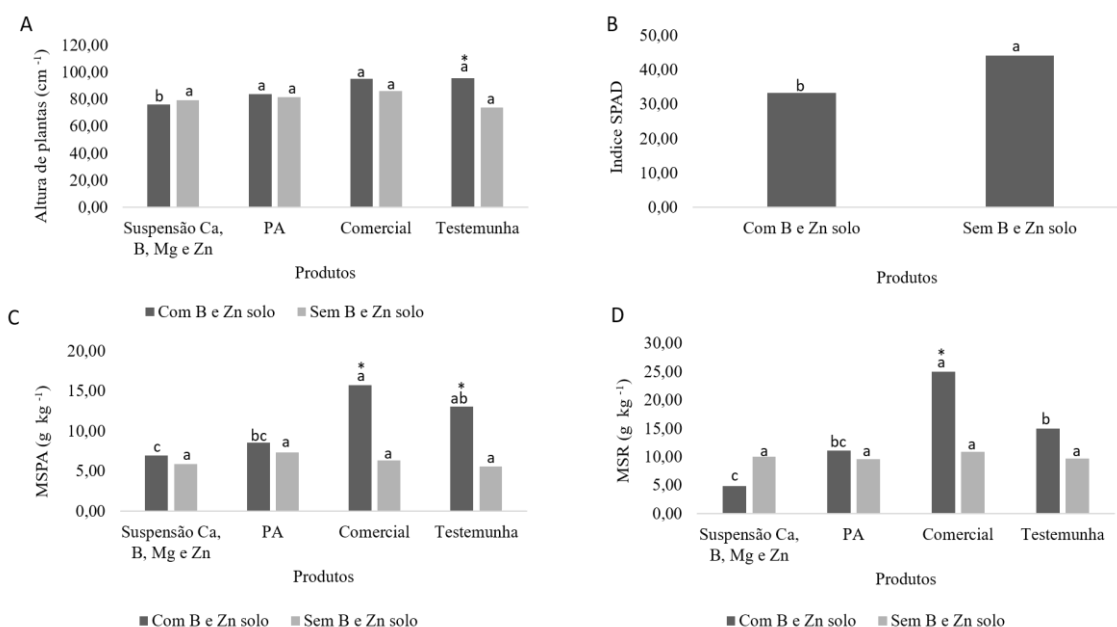 A
Altura de plantas (cm ⁻¹)
120,00
100,00
80,00
60,00
40,00
20,00
0,00
b a a a a a * a a
Suspensão Ca, B, Mg e Zn
PA
Comercial
Testemunha
Produtos
Com B e Zn solo
Sem B e Zn solo
B
Indice SPAD
50,00
40,00
30,00
20,00
10,00
0,00
b a
Com B e Zn solo
Sem B e Zn solo
Produtos
C
MSPA (g kg ⁻¹)
20,00
15,00
10,00
5,00
0,00
c a bc a * a a * ab a
Suspensão Ca, B, Mg e Zn
PA
Comercial
Testemunha
Produtos
Com B e Zn solo
Sem B e Zn solo
D
MSR (g kg ⁻¹)
30,00
25,00
20,00
15,00
10,00
5,00
0,00
c a bc a * a a b a
Suspensão Ca, B, Mg e Zn
PA
Comercial
Testemunha
Produtos
Com B e Zn solo
Sem B e Zn solo